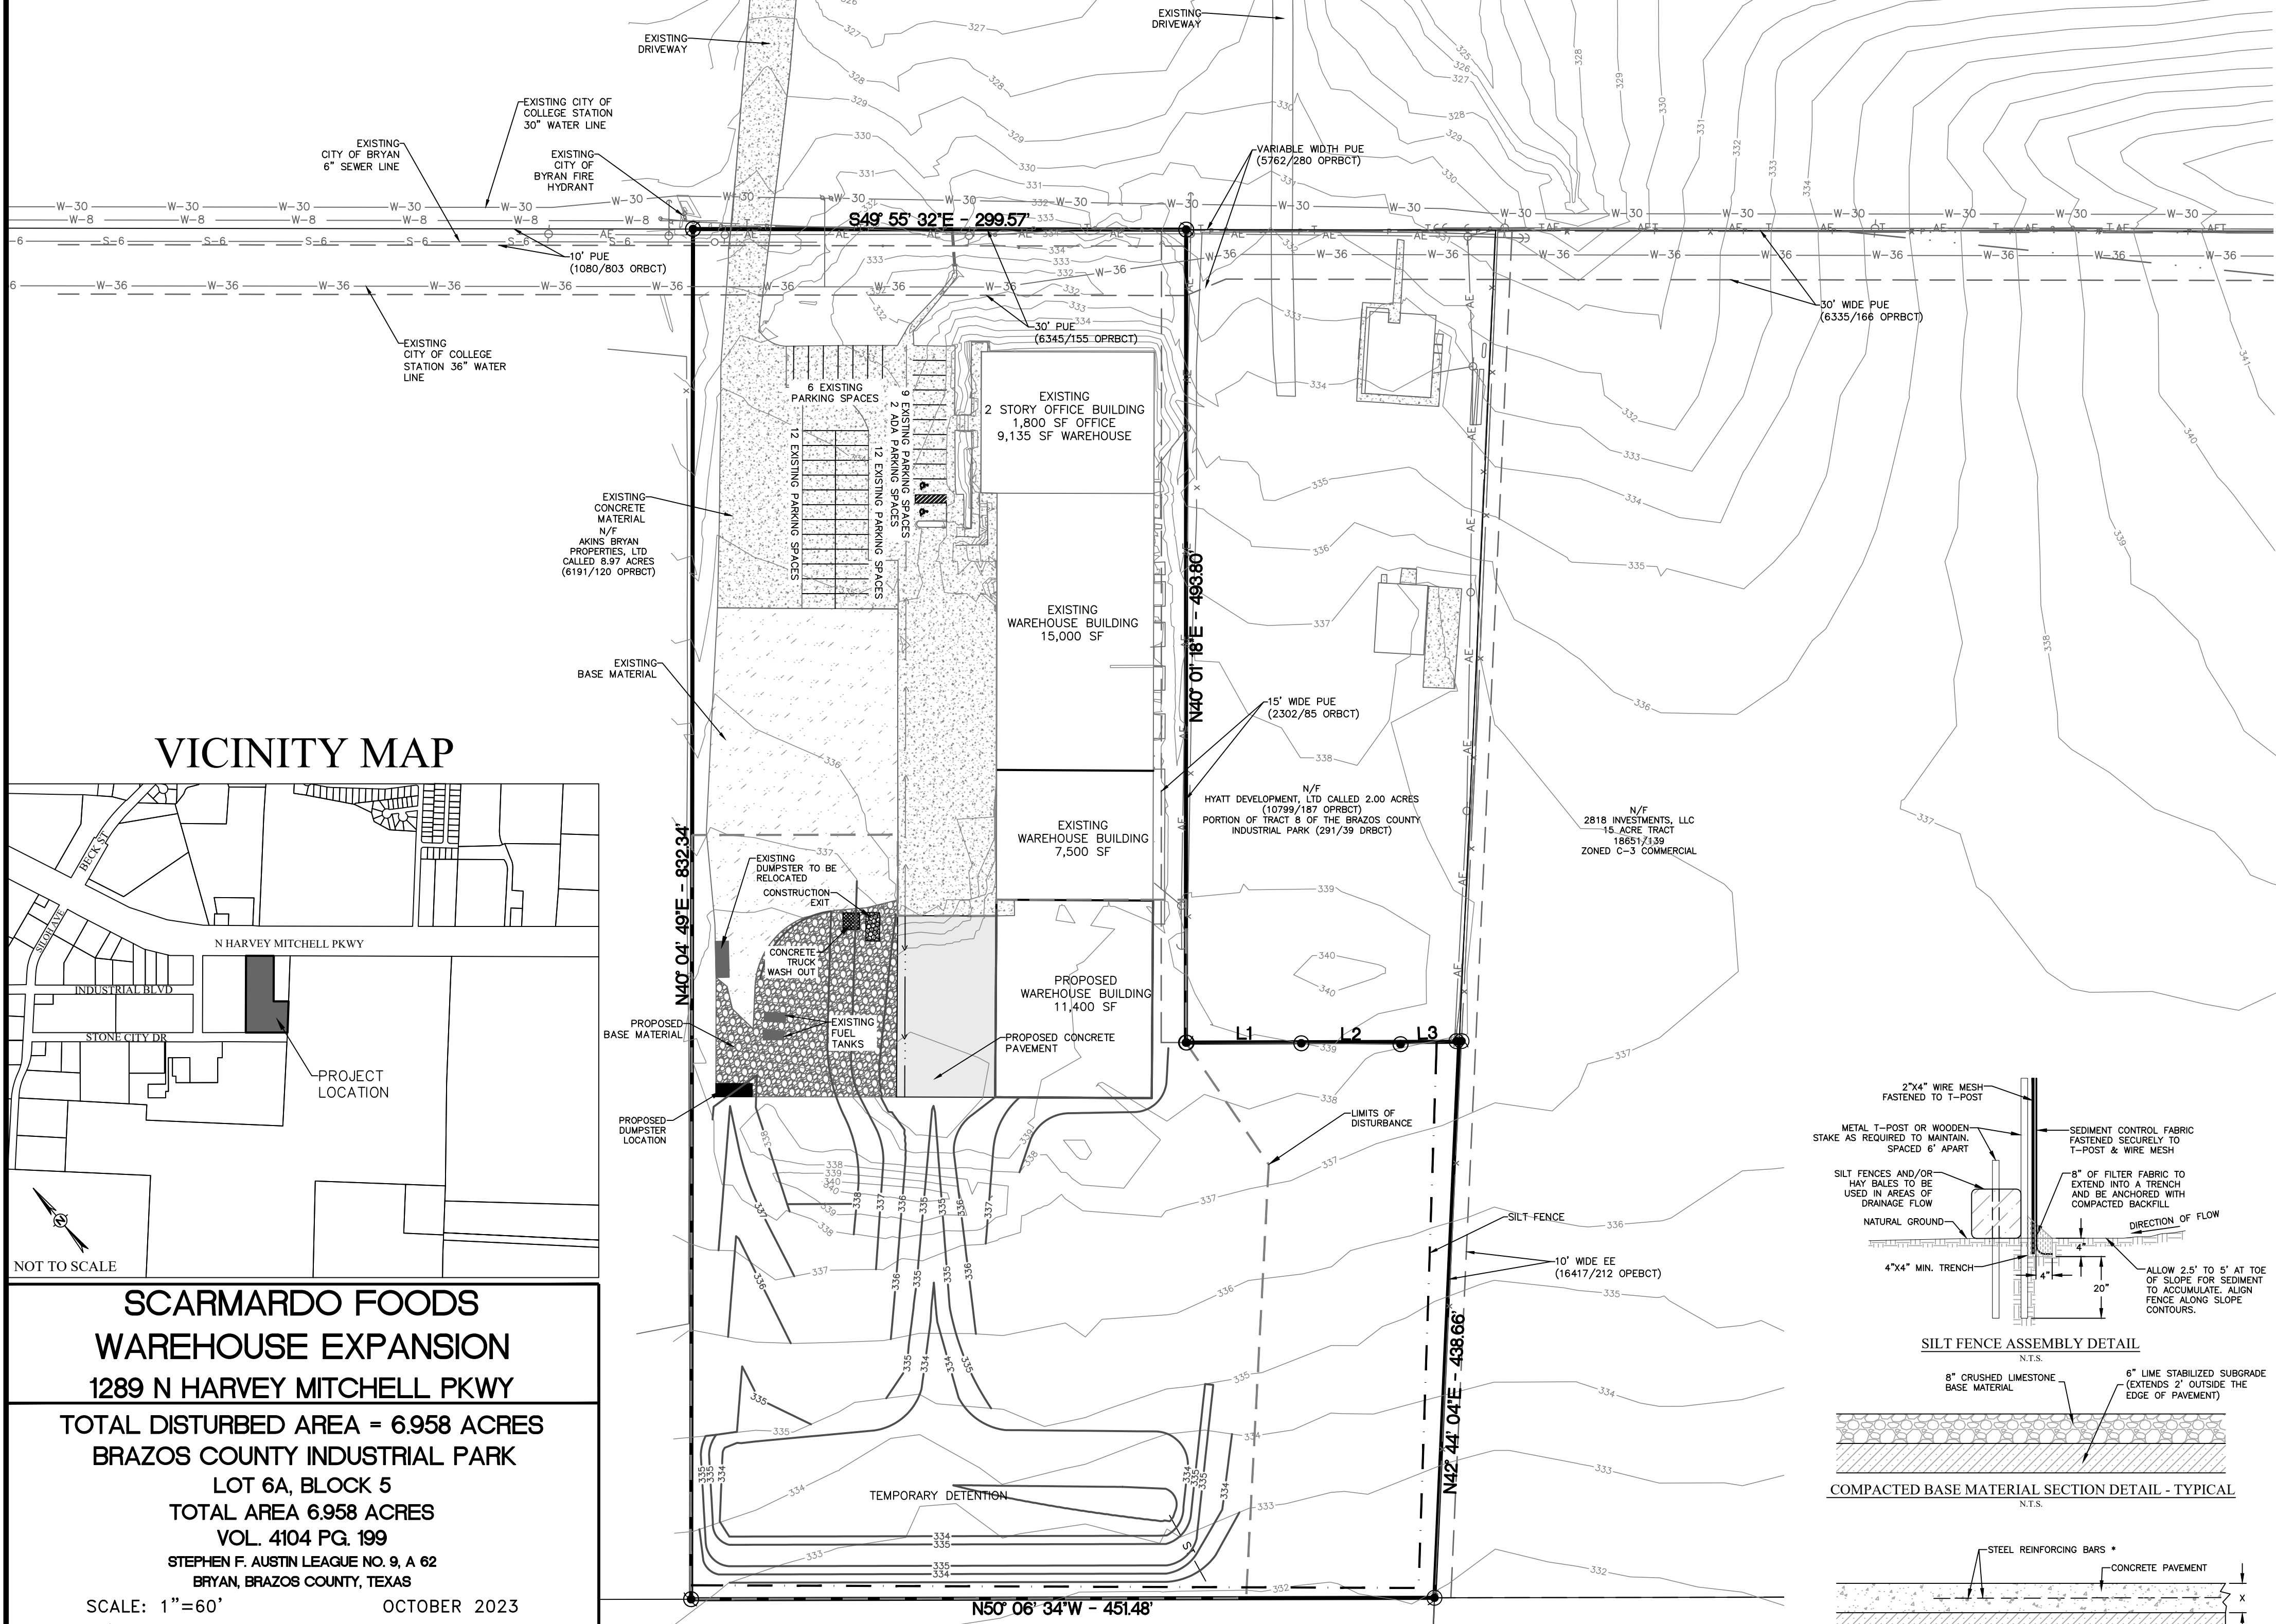 EXISTING
DRIVEWAY
EXISTING
DRIVEWAY
EXISTING CITY OF
COLLEGE STATION
30" WATER LINE
EXISTING
CITY OF BRYAN
6" SEWER LINE
EXISTING
CITY OF
BYRAN FIRE
HYDRANT
VARIABLE WIDTH PUE
(5762/280 OPRBCT)
S49° 55' 32"E - 299.57'
10' PUE
(1080/803 ORBCT)
30' PUE
(6345/155 OPRBCT)
30' WIDE PUE
(6335/166 OPRBCT)
EXISTING
CITY OF COLLEGE
STATION 36" WATER
LINE
6 EXISTING
PARKING SPACES
9 EXISTING PARKING SPACES
2 ADA PARKING SPACES
12 EXISTING PARKING SPACES
12 EXISTING PARKING SPACES
EXISTING
2 STORY OFFICE BUILDING
1,800 SF OFFICE
9,135 SF WAREHOUSE
EXISTING
CONCRETE
MATERIAL
N/F
AKINS BRYAN
PROPERTIES, LTD
CALLED 8.97 ACRES
(6191/120 OPRBCT)
EXISTING
WAREHOUSE BUILDING
15,000 SF
N40° 01' 18"E - 493.80'
EXISTING
BASE MATERIAL
15' WIDE PUE
(2302/85 ORBCT)
N/F
HYATT DEVELOPMENT, LTD CALLED 2.00 ACRES
(10799/187 OPRBCT)
PORTION OF TRACT 8 OF THE BRAZOS COUNTY
INDUSTRIAL PARK (291/39 DRBCT)
N/F
2818 INVESTMENTS, LLC
15 ACRE TRACT
18651/139
ZONED C-3 COMMERCIAL
EXISTING
WAREHOUSE BUILDING
7,500 SF
N40° 04' 49"E - 832.34'
EXISTING
DUMPSTER TO BE
RELOCATED
CONSTRUCTION
EXIT
CONCRETE
TRUCK
WASH OUT
EXISTING
FUEL
TANKS
PROPOSED
WAREHOUSE BUILDING
11,400 SF
PROPOSED
BASE MATERIAL
PROPOSED CONCRETE
PAVEMENT
L1
L2
L3
PROPOSED
DUMPSTER
LOCATION
LIMITS OF
DISTURBANCE
SILT FENCE
10' WIDE EE
(16417/212 OPEBCT)
N42° 44' 04"E - 438.66'
TEMPORARY DETENTION
N50° 06' 34"W - 451.48'
VICINITY MAP
BECK ST
SILOH AVE
N HARVEY MITCHELL PKWY
INDUSTRIAL BLVD
STONE CITY DR
PROJECT
LOCATION
N
NOT TO SCALE
SCARMARDO FOODS
WAREHOUSE EXPANSION
1289 N HARVEY MITCHELL PKWY
TOTAL DISTURBED AREA = 6.958 ACRES
BRAZOS COUNTY INDUSTRIAL PARK
LOT 6A, BLOCK 5
TOTAL AREA 6.958 ACRES
VOL. 4104 PG. 199
STEPHEN F. AUSTIN LEAGUE NO. 9, A 62
BRYAN, BRAZOS COUNTY, TEXAS
SCALE: 1"=60' OCTOBER 2023
2"X4" WIRE MESH
FASTENED TO T-POST
METAL T-POST OR WOODEN
STAKE AS REQUIRED TO MAINTAIN.
SPACED 6' APART
SEDIMENT CONTROL FABRIC
FASTENED SECURELY TO
T-POST & WIRE MESH
SILT FENCES AND/OR
HAY BALES TO BE
USED IN AREAS OF
DRAINAGE FLOW
8" OF FILTER FABRIC TO
EXTEND INTO A TRENCH
AND BE ANCHORED WITH
COMPACTED BACKFILL
NATURAL GROUND
DIRECTION OF FLOW
4"
4"X4" MIN. TRENCH
4"
20"
ALLOW 2.5' TO 5' AT TOE
OF SLOPE FOR SEDIMENT
TO ACCUMULATE. ALIGN
FENCE ALONG SLOPE
CONTOURS.
SILT FENCE ASSEMBLY DETAIL
N.T.S.
8" CRUSHED LIMESTONE
BASE MATERIAL
6" LIME STABILIZED SUBGRADE
(EXTENDS 2' OUTSIDE THE
EDGE OF PAVEMENT)
COMPACTED BASE MATERIAL SECTION DETAIL - TYPICAL
N.T.S.
STEEL REINFORCING BARS *
CONCRETE PAVEMENT
X